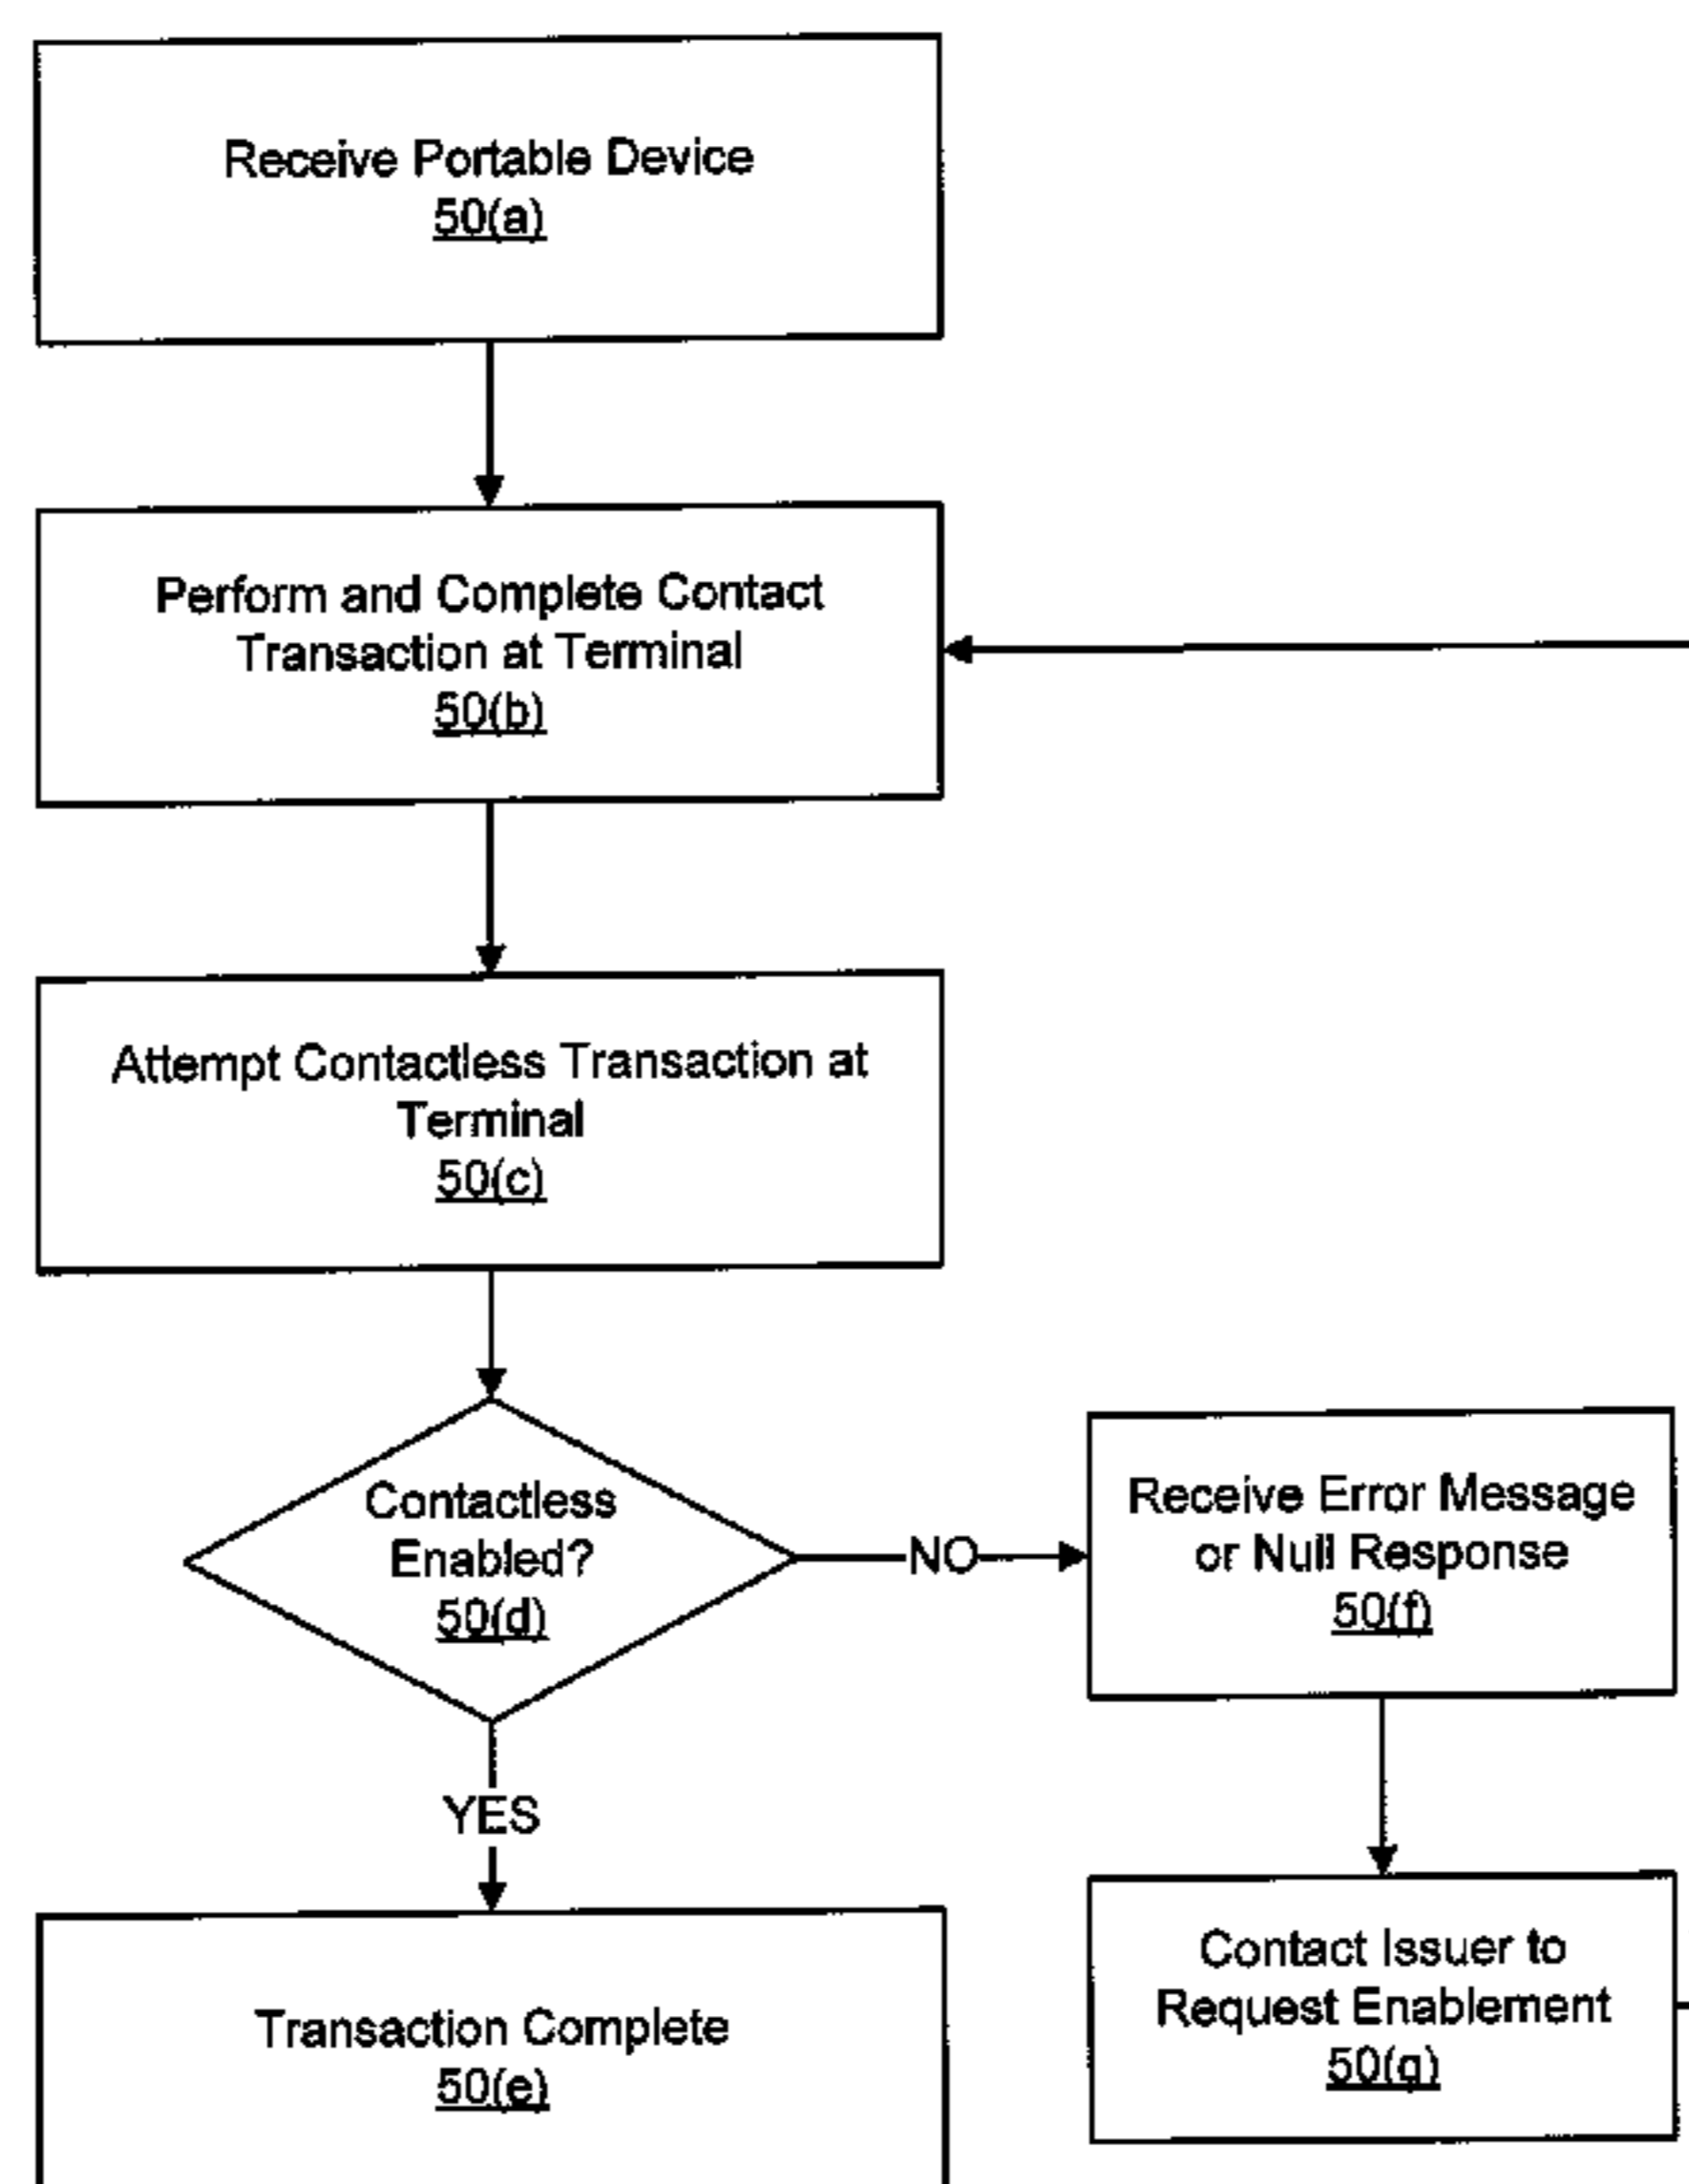 Receive Portable Device
50(a)
Perform and Complete Contact
Transaction at Terminal
50(b)
Attempt Contactless Transaction at
Terminal
50(c)
Contactless
Enabled?
50(d)
NO
Receive Error Message
or Null Response
50(f)
YES
Contact Issuer to
Request Enablement
50(g)
Transaction Complete
50(e)